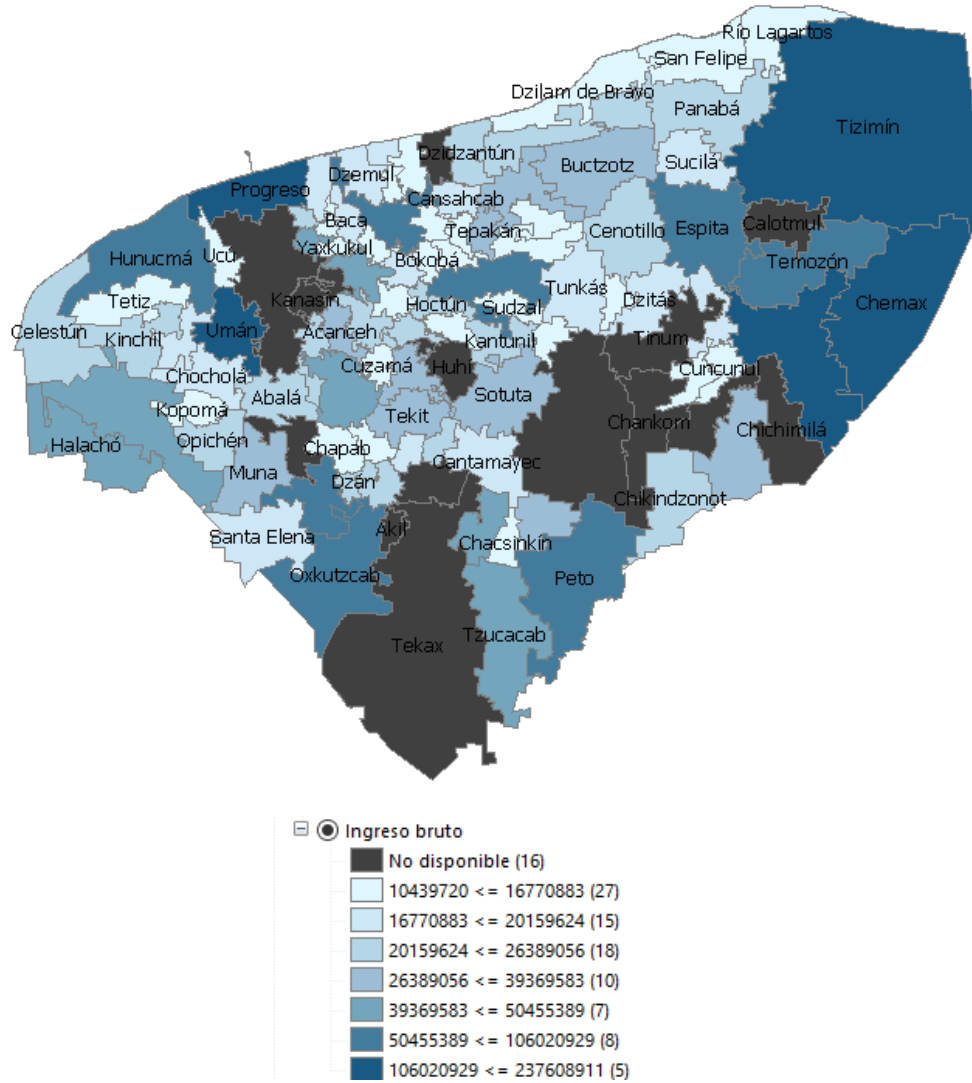 Río Lagartos
San Felipe
Dzilam de Bravo
Panabá
Tizimín
Dzidzantún
Buctzotz
Sucilá
Dzemul
Progreso
Cansahcab
Baca
Tepakán
Cenotillo
Espita
Calotmul
Yaxkukul
Ucú
Hunucmá
Bokobá
Temozón
Tetiz
Kanasín
Hoctún
Sudzal
Tunkás
Dzitás
Chemax
Celestún
Kinchil
Umán
Acanceh
Kantunil
Tinum
Cuzamá
Huhí
Cuncunul
Chocholá
Abalá
Sotuta
Kopomá
Tekit
Chankom
Chichimilá
Halachó
Opichén
Chapab
Muna
Cantamayec
Dzán
Chikindzonot
Akil
Santa Elena
Chacsinkín
Oxkutzcab
Peto
Tekax
Tzucacab
Ingreso bruto
No disponible (16)
10439720 <= 16770883 (27)
16770883 <= 20159624 (15)
20159624 <= 26389056 (18)
26389056 <= 39369583 (10)
39369583 <= 50455389 (7)
50455389 <= 106020929 (8)
106020929 <= 237608911 (5)